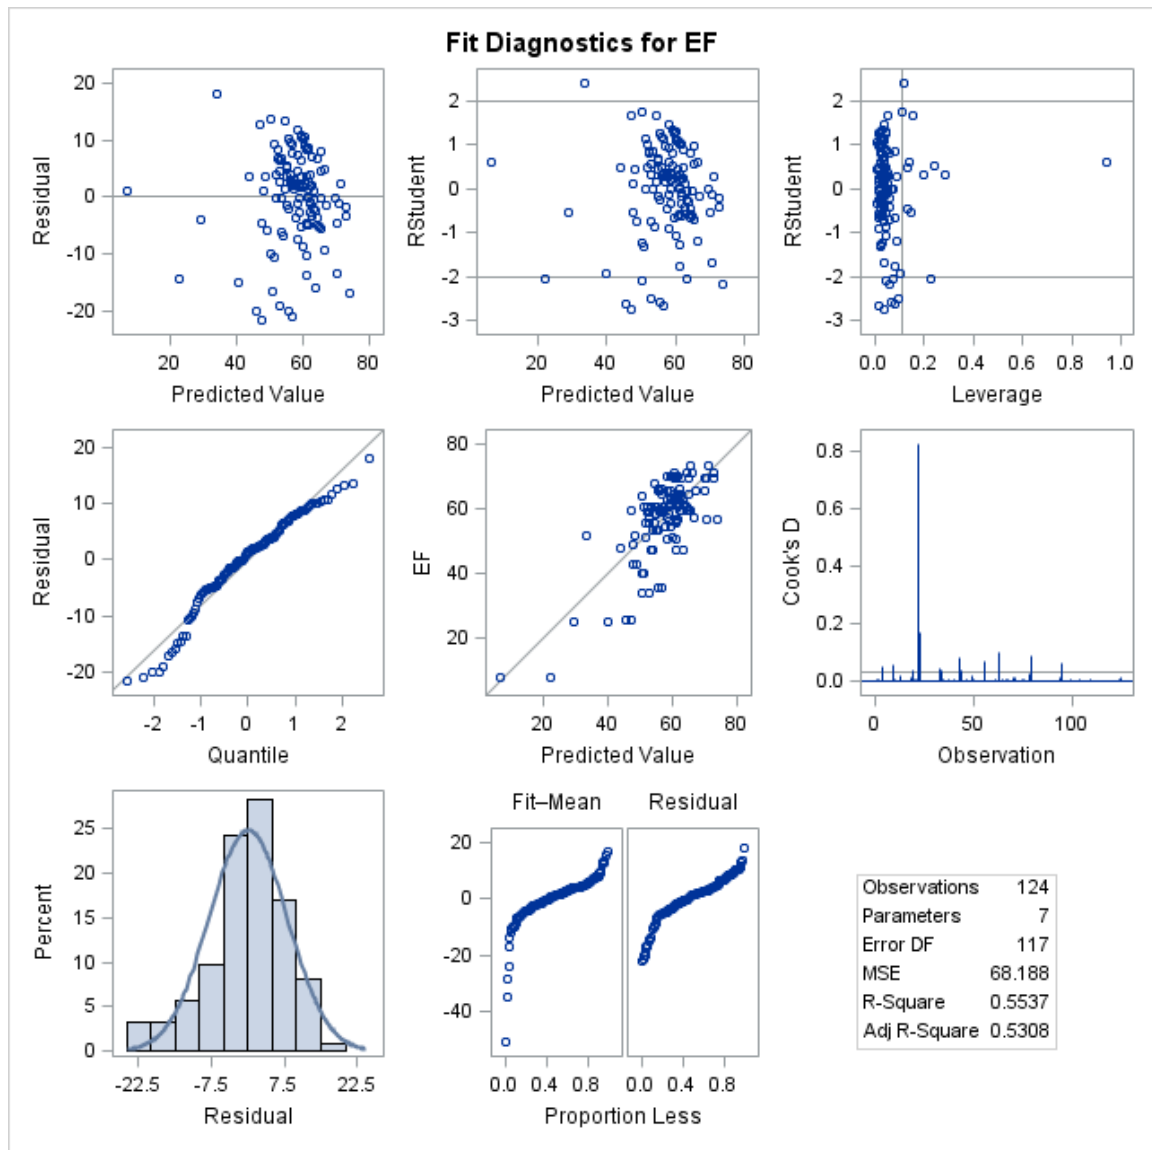 Fit Diagnostics for EF
20
10
0
-10
-20
Residual
20 40 60 80
Predicted Value
2
1
0
-1
-2
-3
RStudent
20 40 60 80
Predicted Value
2
1
0
-1
-2
-3
RStudent
0.0 0.2 0.4 0.6 0.8 1.0
Leverage
20
10
0
-10
-20
Residual
-2 -1 0 1 2
Quantile
80
60
40
20
EF
20 40 60 80
Predicted Value
0.8
0.6
0.4
0.2
0.0
Cook's D
0 50 100
Observation
25
20
15
10
5
0
Percent
-22.5 -7.5 7.5 22.5
Residual
Fit–Mean Residual
20
0
-20
-40
0.0 0.4 0.8 0.0 0.4 0.8
Proportion Less
Observations 124
Parameters 7
Error DF 117
MSE 68.188
R-Square 0.5537
Adj R-Square 0.5308